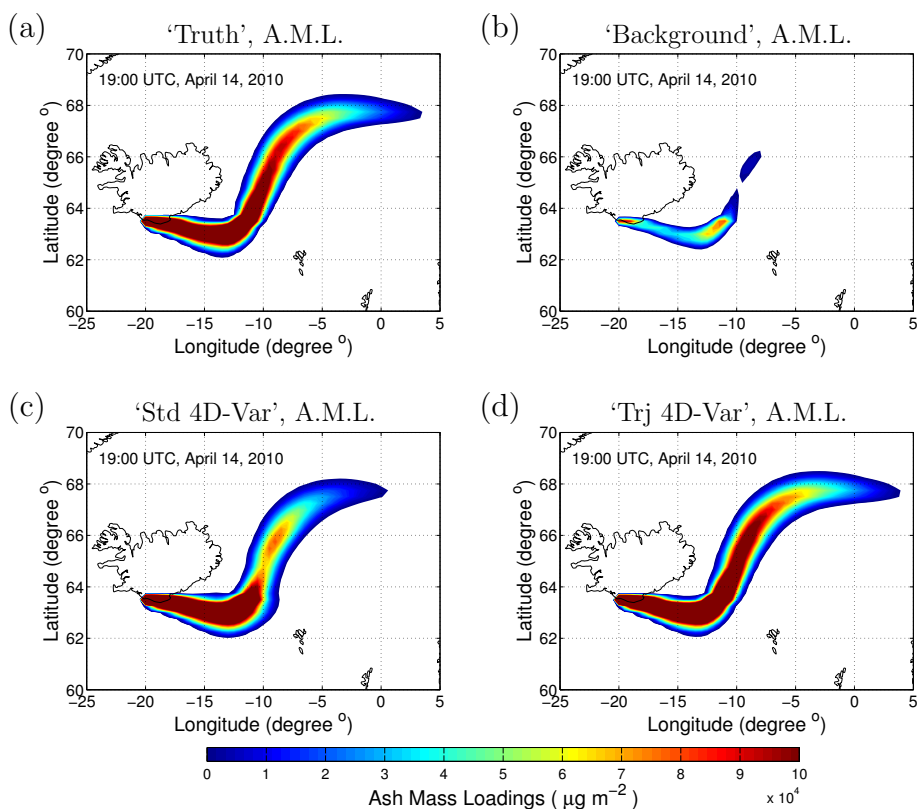 (a) ‘Truth’, A.M.L.
19:00 UTC, April 14, 2010
Latitude (degree °)
70
68
66
64
62
60
−25 −20 −15 −10 −5 0 5
Longitude (degree °)
(b) ‘Background’, A.M.L.
19:00 UTC, April 14, 2010
Latitude (degree °)
70
68
66
64
62
60
−25 −20 −15 −10 −5 0 5
Longitude (degree °)
(c) ‘Std 4D-Var’, A.M.L.
19:00 UTC, April 14, 2010
Latitude (degree °)
70
68
66
64
62
60
−25 −20 −15 −10 −5 0 5
Longitude (degree °)
(d) ‘Trj 4D-Var’, A.M.L.
19:00 UTC, April 14, 2010
Latitude (degree °)
70
68
66
64
62
60
−25 −20 −15 −10 −5 0 5
Longitude (degree °)
0 1 2 3 4 5 6 7 8 9 10
x 10⁴
Ash Mass Loadings ( μg m⁻²)